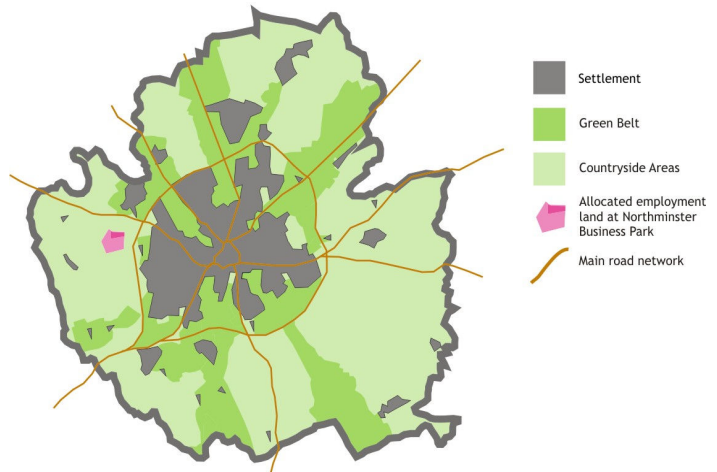 Settlement
Green Belt
Countryside Areas
Allocated employment
land at Northminster
Business Park
Main road network